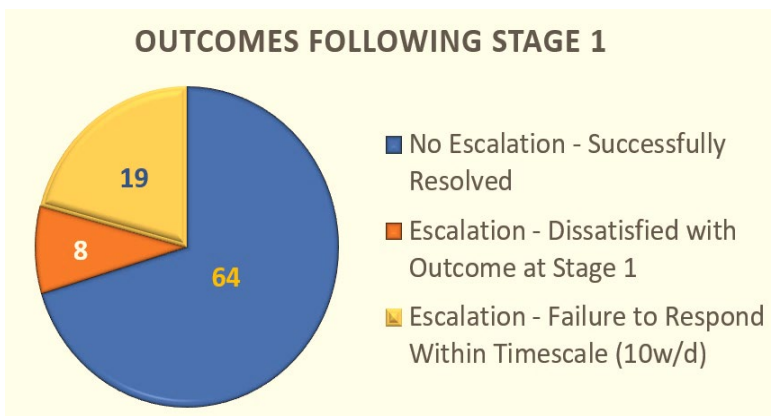 OUTCOMES FOLLOWING STAGE 1
19
8
64
No Escalation - Successfully
Resolved
Escalation - Dissatisfied with
Outcome at Stage 1
Escalation - Failure to Respond
Within Timescale (10w/d)